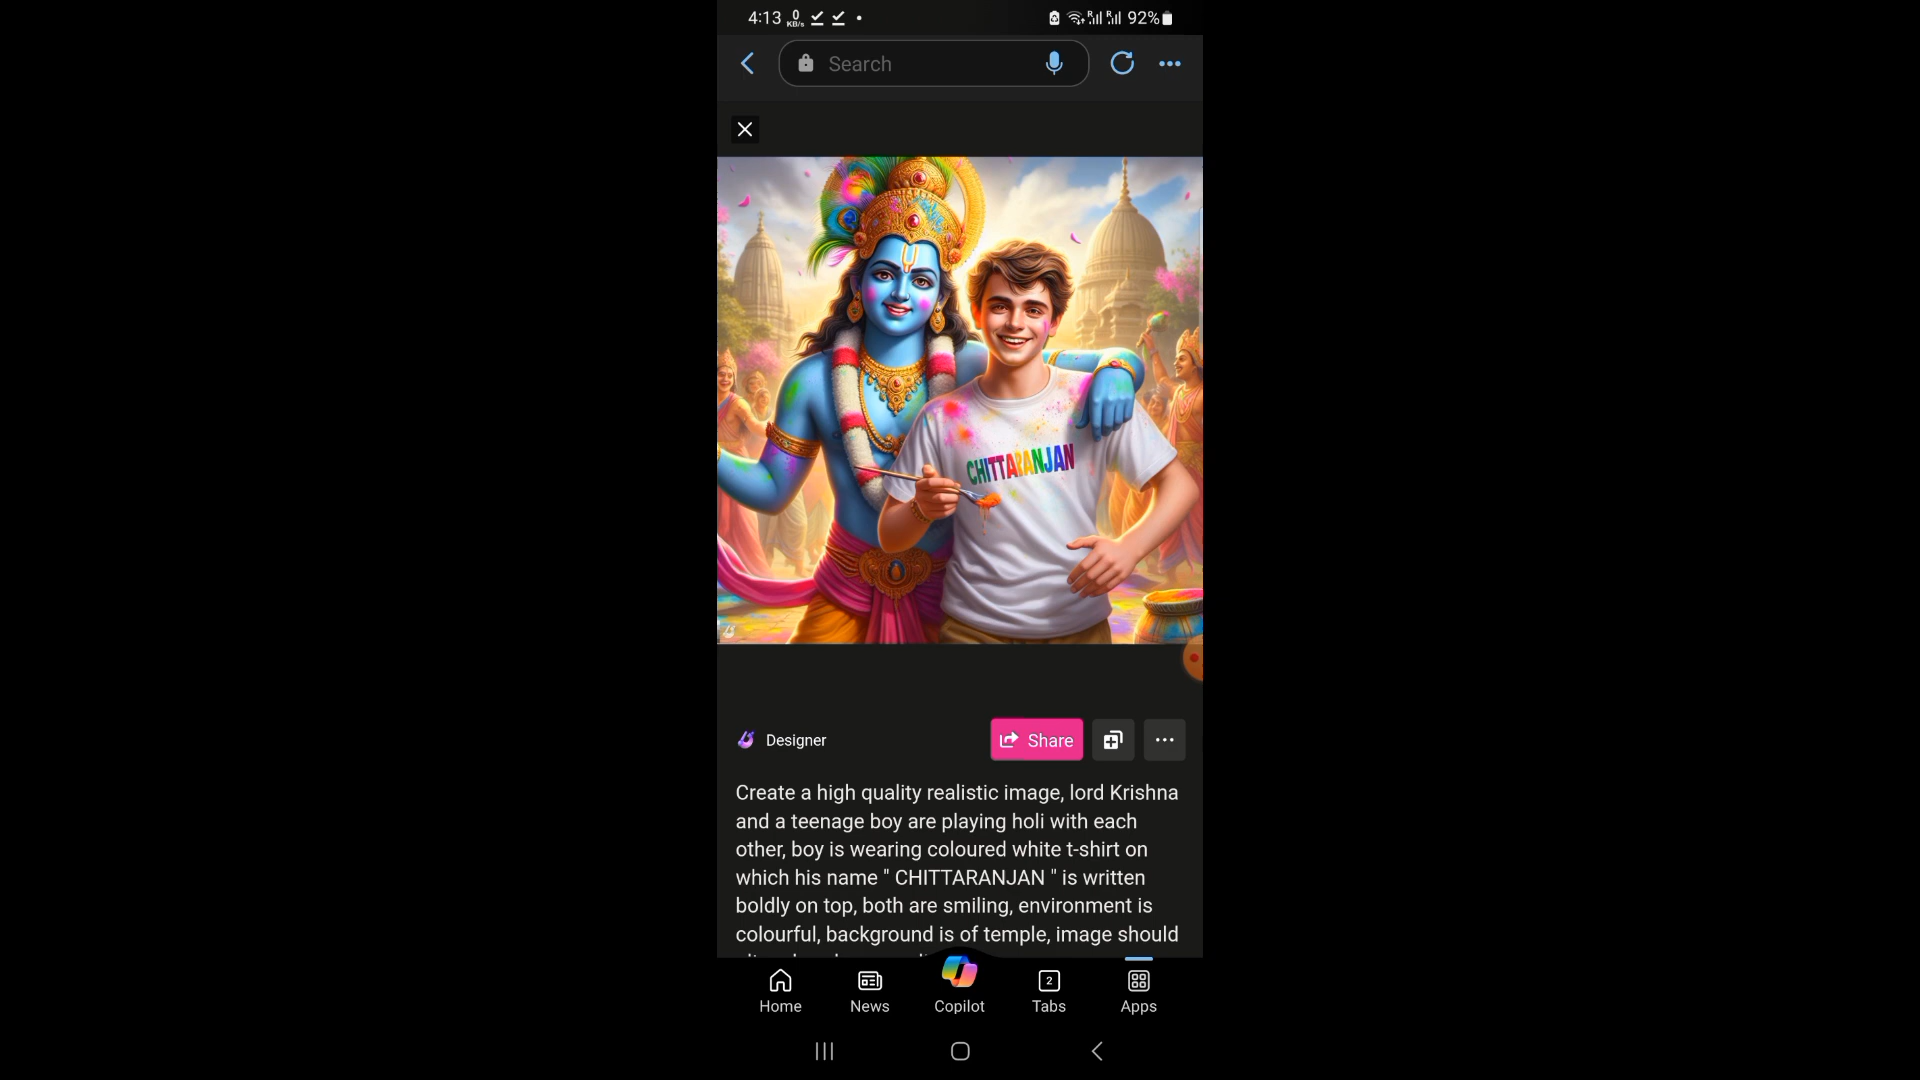 4:13 0 KB/s R R 92%
Search
CHITTARANJAN
Designer
Share
Create a high quality realistic image, lord Krishna
and a teenage boy are playing holi with each
other, boy is wearing coloured white t-shirt on
which his name " CHITTARANJAN " is written
boldly on top, both are smiling, environment is
colourful, background is of temple, image should
2
Home News Copilot Tabs Apps